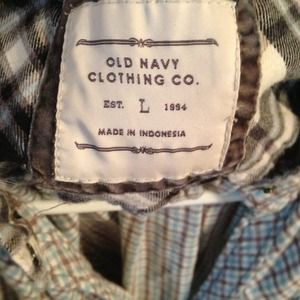 OLD NAVY
CLOTHING CO.
EST. L 1994
MADE IN INDONESIA